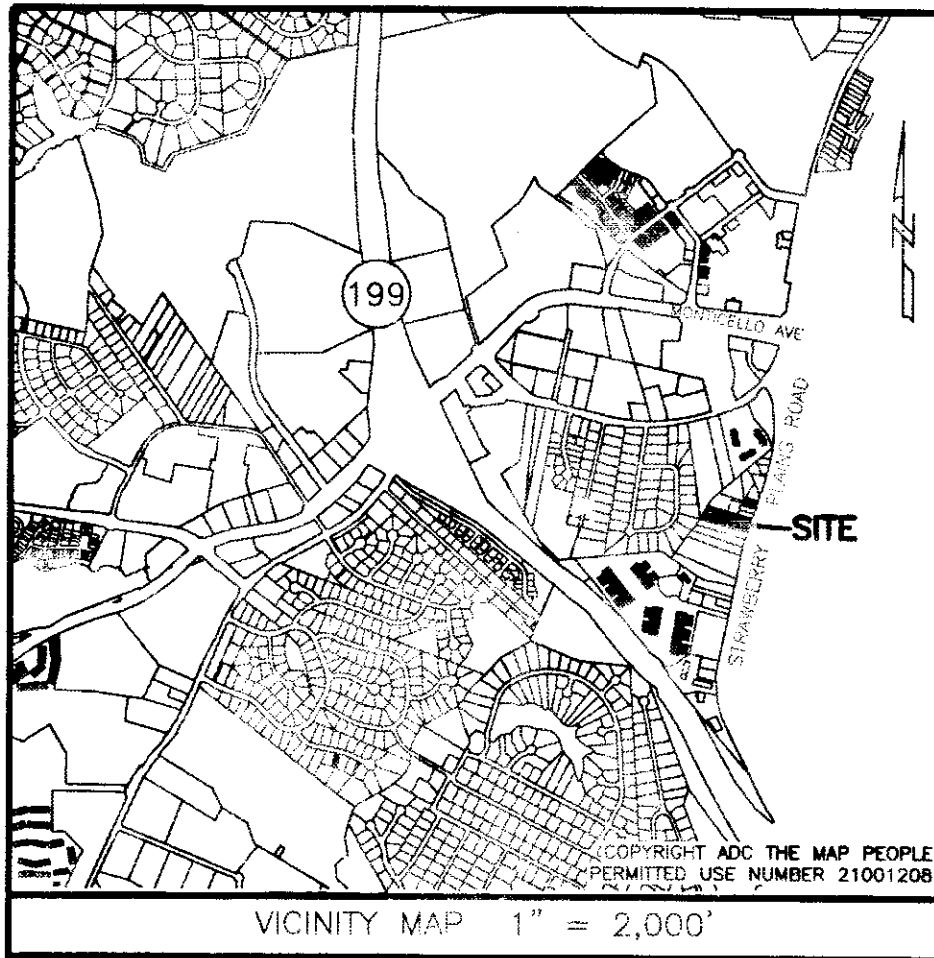 199
MONTICELLO AVE
STRAWBERRY PLAINS ROAD
SITE
N
COPYRIGHT ADC THE MAP PEOPLE
PERMITTED USE NUMBER 21001208
VICINITY MAP 1" = 2,000'